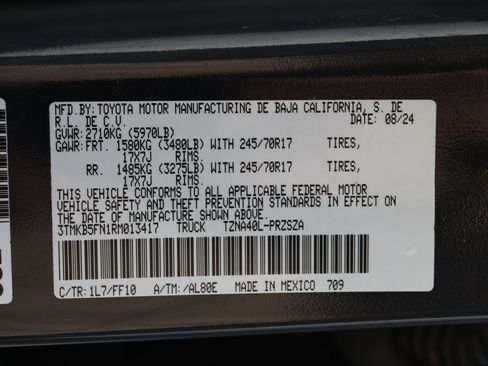 MFD.BY:TOYOTA MOTOR MANUFACTURING DE BAJA CALIFORNIA, S. DE
R.L. DE C.V. DATE: 08/24
GVWR:2710KG (5970LB)
GAWR:FRT. 1580KG (3480LB) WITH 245/70R17 TIRES,
17X7J RIMS.
RR. 1485KG (3275LB) WITH 245/70R17 TIRES,
17X7J RIMS.
THIS VEHICLE CONFORMS TO ALL APPLICABLE FEDERAL MOTOR
VEHICLE SAFETY AND THEFT PREVENTION STANDARDS IN EFFECT ON
THE DATE OF MANUFACTURE SHOWN ABOVE.
3TMKB5FN1RM013417 TRUCK TZNA40L-PRZSZA
C/TR:1L7/FF10 A/TM:/AL80E MADE IN MEXICO 709